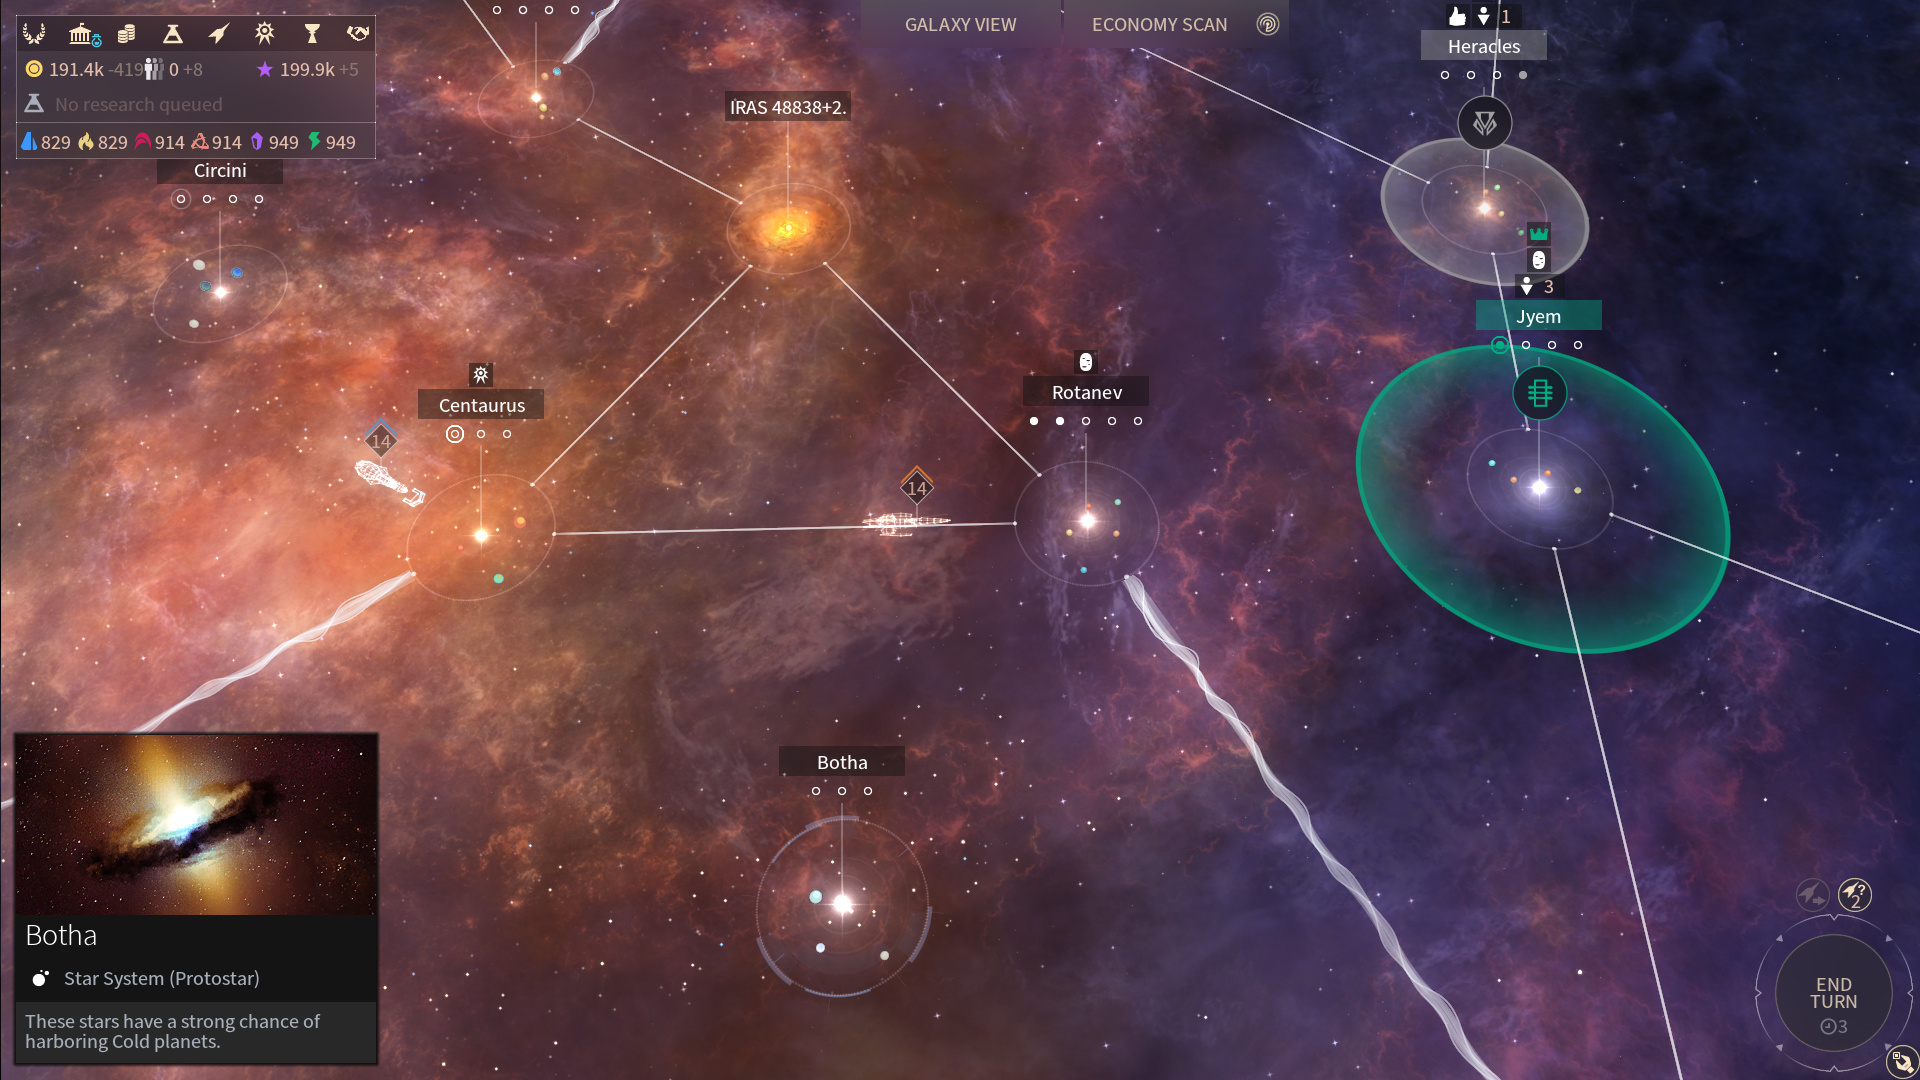 GALAXY VIEW
ECONOMY SCAN
1
Heracles
191.4k -419
0 +8
199.9k +5
No research queued
829 829 914 914 949 949
IRAS 48838+2.
Circini
3
Jyem
Centaurus
Rotanev
14
14
Botha
Botha
Star System (Protostar)
These stars have a strong chance of
harboring Cold planets.
?
2
END
TURN
3